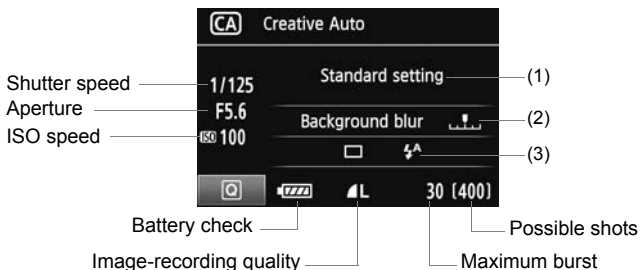 CA Creative Auto
Shutter speed 1/125 Standard setting (1)
Aperture F5.6
Background blur (2)
ISO speed ISO 100
A (3)
Q L 30 [400]
Battery check Possible shots
Image-recording quality Maximum burst